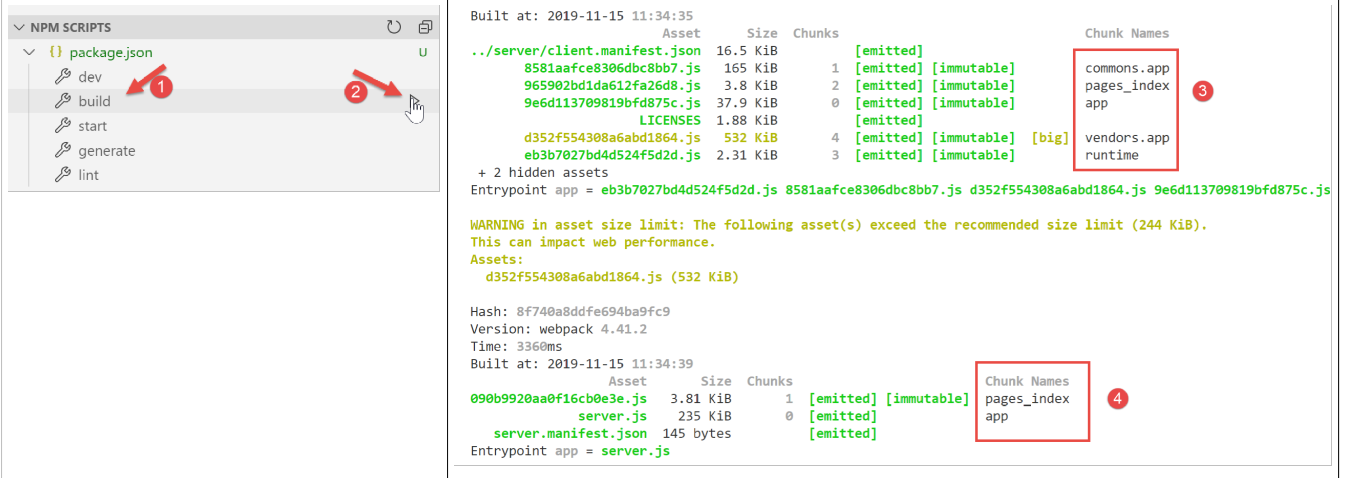 NPM SCRIPTS
{} package.json U
dev
1
build
2
start
generate
lint
Built at: 2019-11-15 11:34:35
Asset Size Chunks Chunk Names
../server/client.manifest.json 16.5 KiB [emitted]
8581aafce8306dbc8bb7.js 165 KiB 1 [emitted] [immutable] commons.app
965902bd1da612fa26d8.js 3.8 KiB 2 [emitted] [immutable] pages_index
9e6d113709819bfd875c.js 37.9 KiB 0 [emitted] [immutable] app
3
LICENSES 1.88 KiB [emitted]
d352f554308a6abd1864.js 532 KiB 4 [emitted] [immutable] [big] vendors.app
eb3b7027bd4d524f5d2d.js 2.31 KiB 3 [emitted] [immutable] runtime
+ 2 hidden assets
Entrypoint app = eb3b7027bd4d524f5d2d.js 8581aafce8306dbc8bb7.js d352f554308a6abd1864.js 9e6d113709819bfd875c.js
WARNING in asset size limit: The following asset(s) exceed the recommended size limit (244 KiB).
This can impact web performance.
Assets:
d352f554308a6abd1864.js (532 KiB)
Hash: 8f740a8ddfe694ba9fc9
Version: webpack 4.41.2
Time: 3360ms
Built at: 2019-11-15 11:34:39
Asset Size Chunks Chunk Names
090b9920aa0f16cb0e3e.js 3.81 KiB 1 [emitted] [immutable] pages_index
4
server.js 235 KiB 0 [emitted] app
server.manifest.json 145 bytes [emitted]
Entrypoint app = server.js